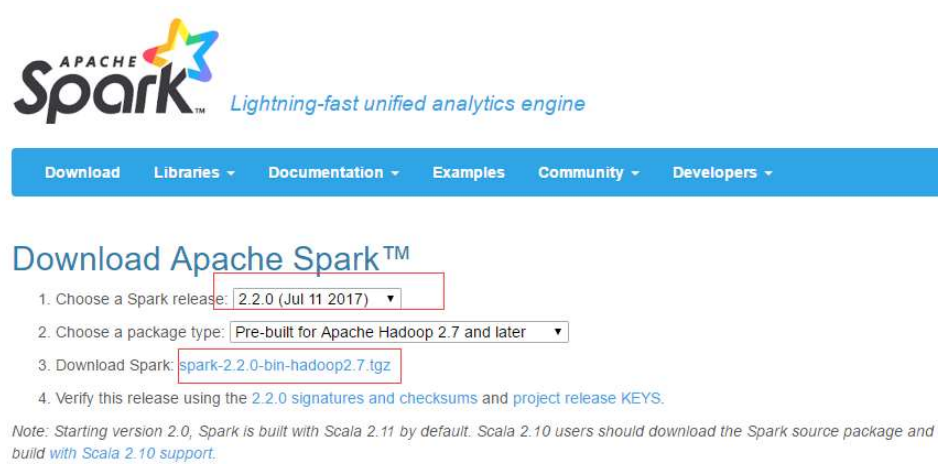 APACHE
Spark™
Lightning-fast unified analytics engine
Download Libraries Documentation Examples Community Developers
Download Apache Spark™
1. Choose a Spark release: 2.2.0 (Jul 11 2017)
2. Choose a package type: Pre-built for Apache Hadoop 2.7 and later
3. Download Spark: spark-2.2.0-bin-hadoop2.7.tgz
4. Verify this release using the 2.2.0 signatures and checksums and project release KEYS.
Note: Starting version 2.0, Spark is built with Scala 2.11 by default. Scala 2.10 users should download the Spark source package and
build with Scala 2.10 support.